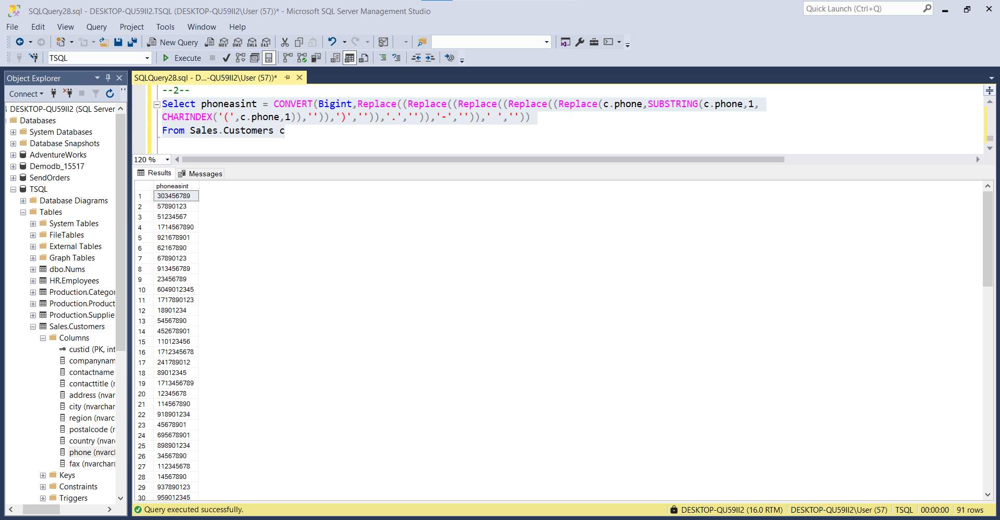 SQLQuery28.sql - DESKTOP-QU59II2.TSQL (DESKTOP-QU59II2\User (57))* - Microsoft SQL Server Management Studio
Quick Launch (Ctrl+Q)
File Edit View Query Project Tools Window Help
New Query MDX DMX XMLA DAX
TSQL Execute
Object Explorer
SQLQuery28.sql - D...-QU59II2\User (57))*
Connect
DESKTOP-QU59II2 (SQL Server
Databases
System Databases
Database Snapshots
AdventureWorks
Demodb_15517
SendOrders
TSQL
Database Diagrams
Tables
System Tables
FileTables
External Tables
Graph Tables
dbo.Nums
HR.Employees
Production.Categor
Production.Product
Production.Supplie
Sales.Customers
Columns
custid (PK, int
companynam
contactname
contacttitle (r
address (nvar
city (nvarchar
region (nvarc
postalcode (r
country (nvar
phone (nvarcl
fax (nvarchar(
Keys
Constraints
Triggers
--2--
Select phoneasint = CONVERT(Bigint,Replace((Replace((Replace((Replace((Replace(c.phone,SUBSTRING(c.phone,1,
CHARINDEX('(',c.phone,1)),'')),')','')),'.','')),'-','')),' ',''))
From Sales.Customers c
120 %
Results Messages
phoneasint
1 303456789
2 57890123
3 51234567
4 1714567890
5 921678901
6 62167890
7 67890123
8 913456789
9 23456789
10 6049012345
11 1717890123
12 18901234
13 54567890
14 452678901
15 110123456
16 1712345678
17 241789012
18 89012345
19 1713456789
20 12345678
21 114567890
22 918901234
23 45678901
24 695678901
25 898901234
26 34567890
27 112345678
28 14567890
29 937890123
30 959012345
Query executed successfully.
DESKTOP-QU59II2 (16.0 RTM) DESKTOP-QU59II2\User (57) TSQL 00:00:00 91 rows